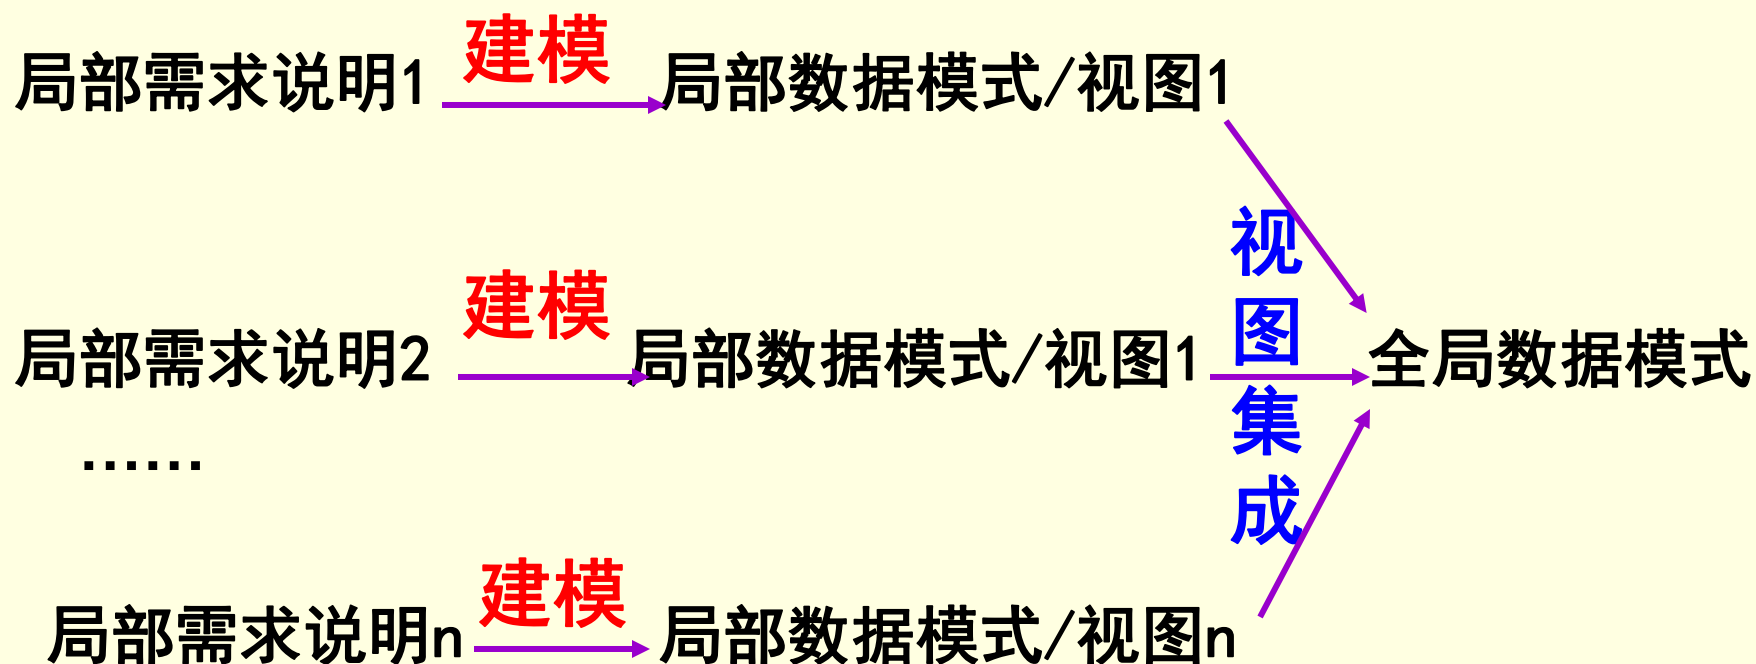 局部需求说明1 建模 局部数据模式/视图1
局部需求说明2 建模 局部数据模式/视图1 视图集成 全局数据模式
......
局部需求说明n 建模 局部数据模式/视图n